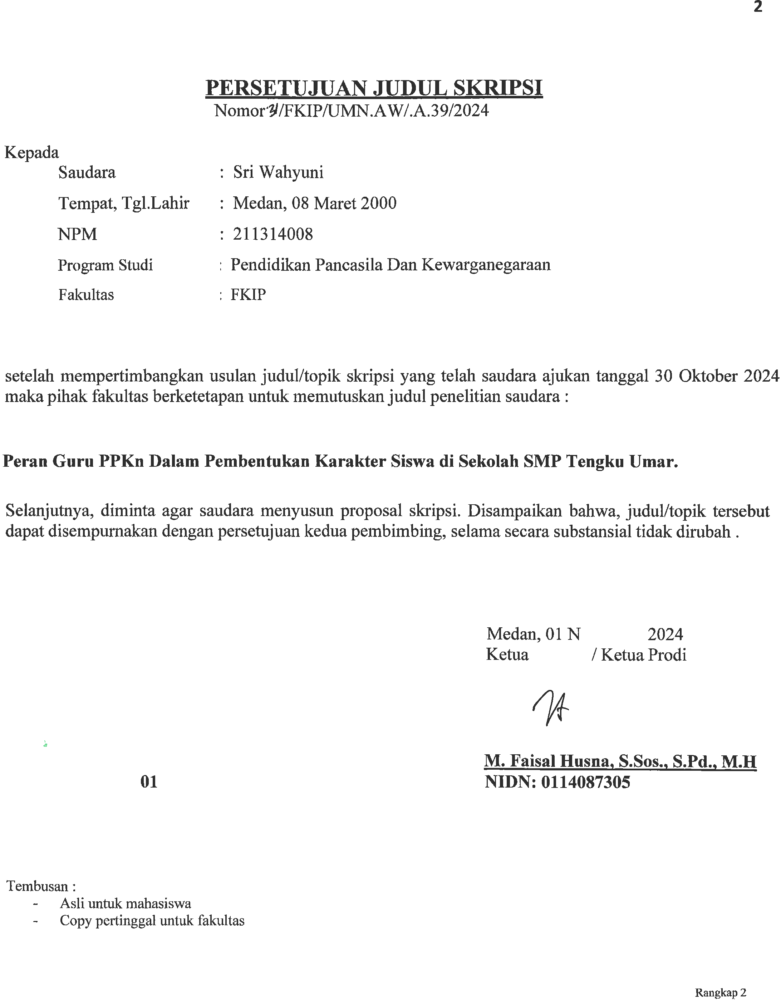 2
PERSETUJUAN JUDUL SKRIPSI
Nomor /FKIP/UMN.AW/.A.39/2024
Kepada
Saudara : Sri Wahyuni
Tempat, Tgl.Lahir : Medan, 08 Maret 2000
NPM : 211314008
Program Studi : Pendidikan Pancasila Dan Kewarganegaraan
Fakultas : FKIP
setelah mempertimbangkan usulan judul/topik skripsi yang telah saudara ajukan tanggal 30 Oktober 2024
maka pihak fakultas berketetapan untuk memutuskan judul penelitian saudara :
Peran Guru PPKn Dalam Pembentukan Karakter Siswa di Sekolah SMP Tengku Umar.
Selanjutnya, diminta agar saudara menyusun proposal skripsi. Disampaikan bahwa, judul/topik tersebut
dapat disempurnakan dengan persetujuan kedua pembimbing, selama secara substansial tidak dirubah .
Medan, 01 N 2024
Ketua / Ketua Prodi
M. Faisal Husna, S.Sos., S.Pd., M.H
01 NIDN: 0114087305
Tembusan :
- Asli untuk mahasiswa
- Copy pertinggal untuk fakultas
Rangkap 2